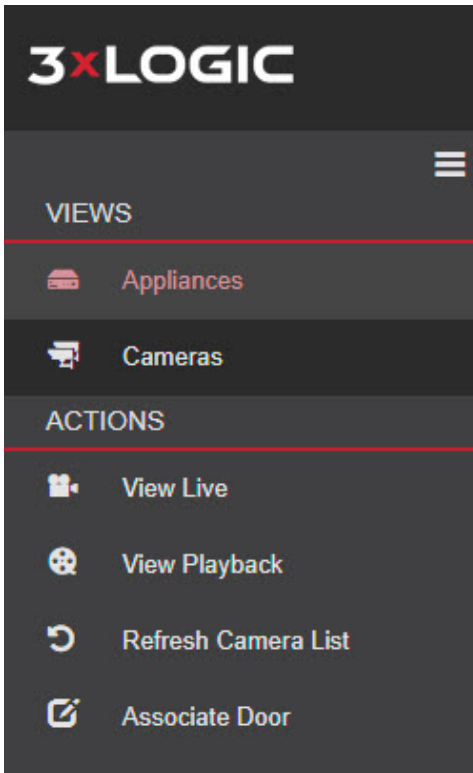 3xLOGIC
VIEWS
Appliances
Cameras
ACTIONS
View Live
View Playback
Refresh Camera List
Associate Door